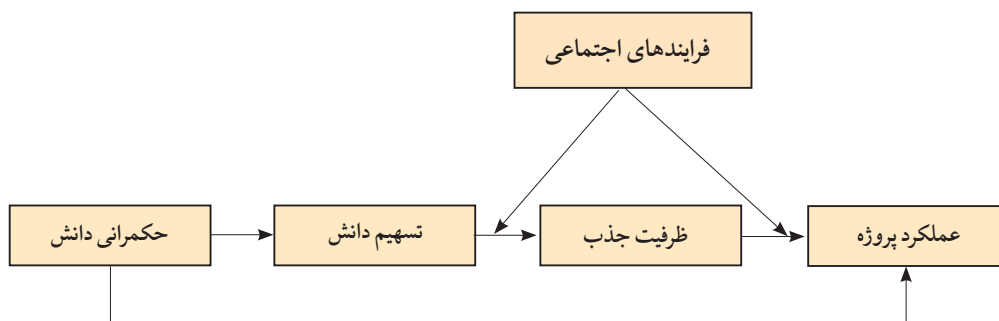 فرایندهای اجتماعی
حکمرانی دانش
تسهیم دانش
ظرفیت جذب
عملکرد پروژه